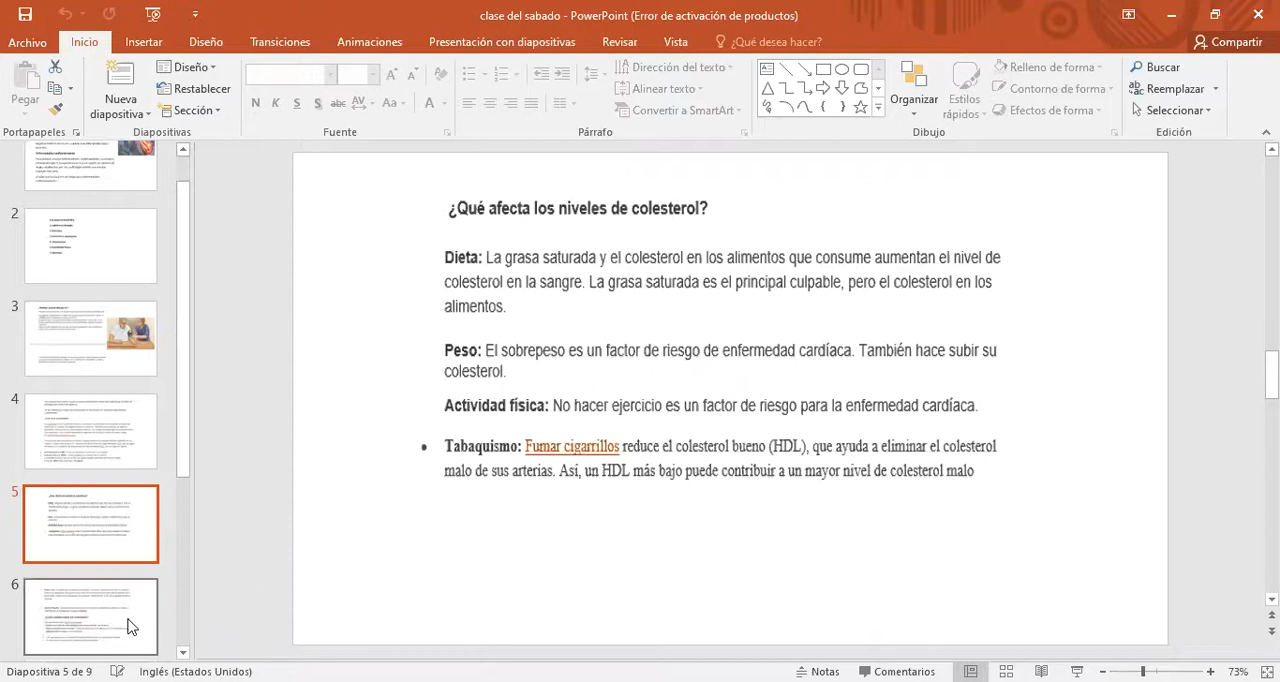 clase del sabado - PowerPoint (Error de activación de productos)
Archivo Inicio Insertar Diseño Transiciones Animaciones Presentación con diapositivas Revisar Vista ¿Qué desea hacer? Compartir
Pegar
Nueva diapositiva
Diseño
Restablecer
Sección
N K S S abc AV Aa A
Dirección del texto
Alinear texto
Convertir a SmartArt
Organizar
Estilos rápidos
Relleno de forma
Contorno de forma
Efectos de forma
Buscar
Reemplazar
Seleccionar
Portapapeles Diapositivas Fuente Párrafo Dibujo Edición
2
3
4
5
6
¿Qué afecta los niveles de colesterol?
Dieta: La grasa saturada y el colesterol en los alimentos que consume aumentan el nivel de
colesterol en la sangre. La grasa saturada es el principal culpable, pero el colesterol en los
alimentos.
Peso: El sobrepeso es un factor de riesgo de enfermedad cardíaca. También hace subir su
colesterol.
Actividad física: No hacer ejercicio es un factor de riesgo para la enfermedad cardíaca.
• Tabaquismo: Fumar cigarrillos reduce el colesterol bueno (HDL), que ayuda a eliminar el colesterol
malo de sus arterias. Así, un HDL más bajo puede contribuir a un mayor nivel de colesterol malo
Diapositiva 5 de 9 Inglés (Estados Unidos) Notas Comentarios 73%